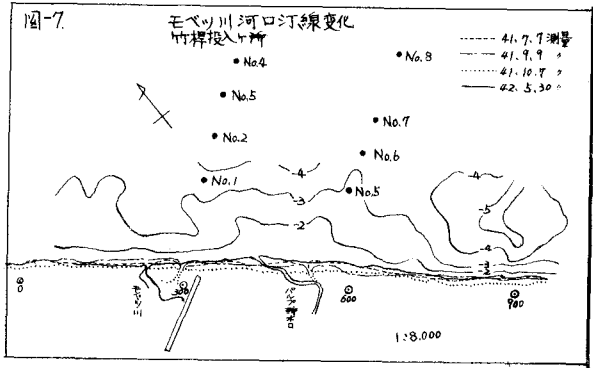 図-7.
モベツ川河口汀線変化
竹桿投入ヶ所
41.7.7 測量
41.9.9 〃
41.10.7 〃
42.5.30 〃
No.4
No.8
No.5
No.2
No.7
No.6
No.1
No.5
-4
-4
-3
-5
-2
-4
-3
-2
0
300
600
900
モベツ川
1:8,000